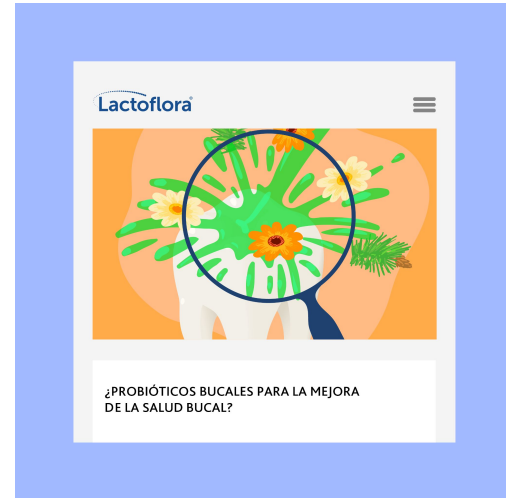 Lactoflora®
¿PROBIÓTICOS BUCALES PARA LA MEJORA
DE LA SALUD BUCAL?